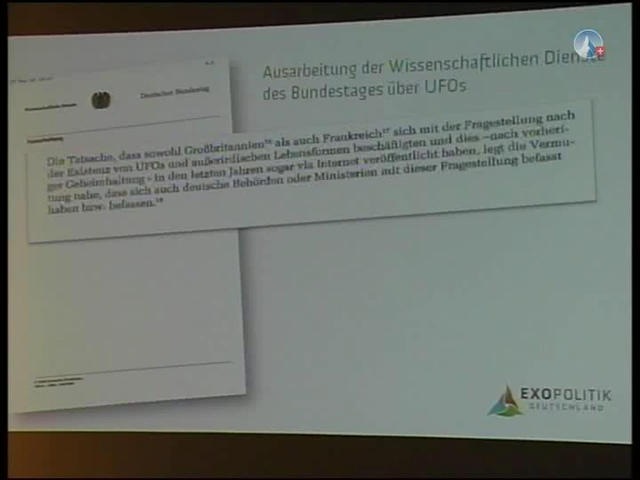 Ausarbeitung der Wissenschaftlichen Dienste
des Bundestages über UFOs
Deutscher Bundestag
Die Tatsache, dass sowohl Großbritannien¹⁶ als auch Frankreich¹⁷ sich mit der Fragestellung nach
der Existenz von UFOs und außerirdischen Lebensformen beschäftigten und dies –nach vorheri-
ger Geheimhaltung - in den letzten Jahren sogar via Internet veröffentlicht haben, legt die Vermu-
tung nahe, dass sich auch deutsche Behörden oder Ministerien mit dieser Fragestellung befasst
haben bzw. befassen.¹⁸
EXOPOLITIK
DEUTSCHLAND